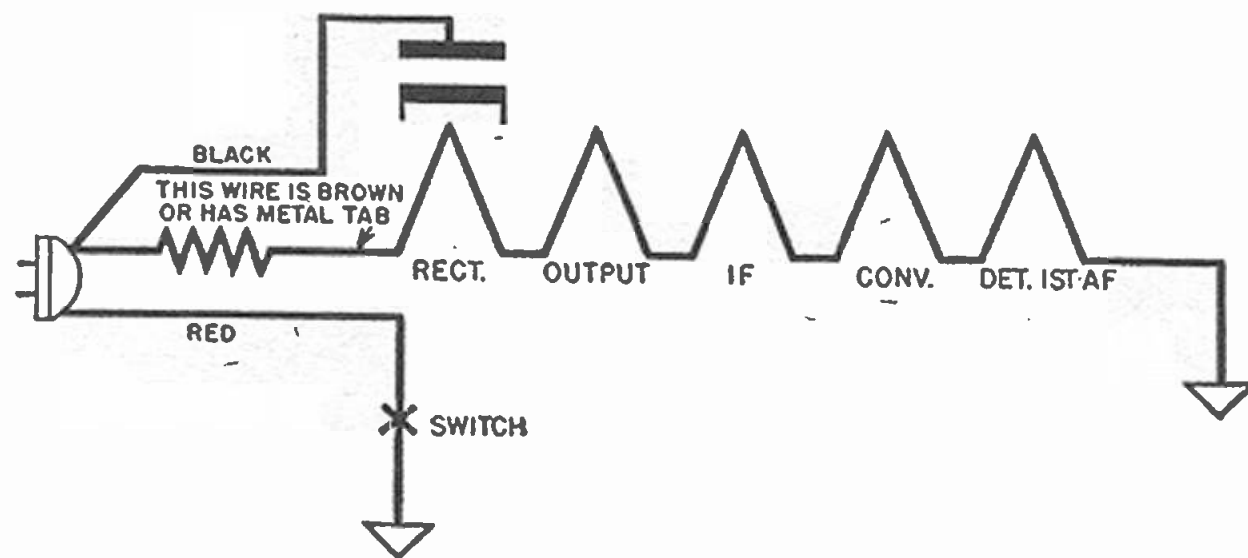 BLACK
THIS WIRE IS BROWN
OR HAS METAL TAB
RECT.
OUTPUT
IF
CONV.
DET. IST·AF
RED
SWITCH